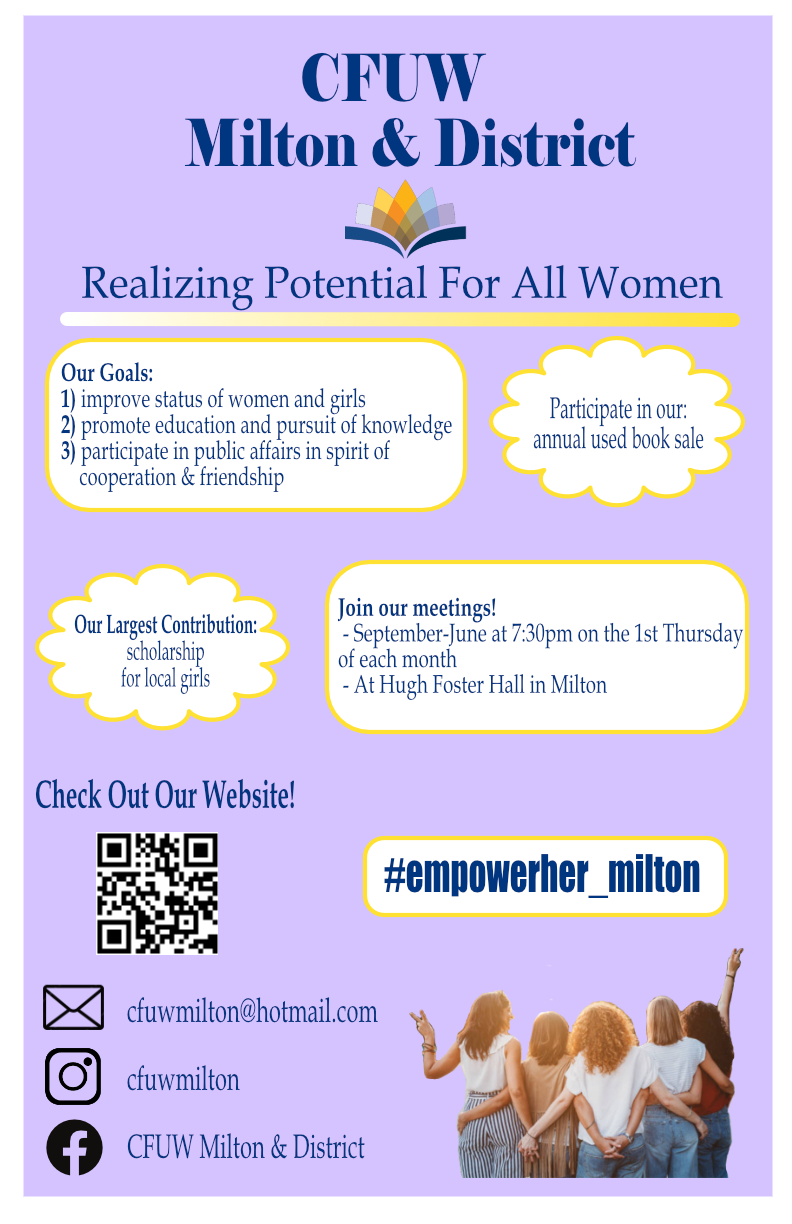 CFUW
Milton & District
Realizing Potential For All Women
Our Goals:
1) improve status of women and girls
2) promote education and pursuit of knowledge
3) participate in public affairs in spirit of
cooperation & friendship
Participate in our:
annual used book sale
Our Largest Contribution:
scholarship
for local girls
Join our meetings!
- September-June at 7:30pm on the 1st Thursday
of each month
- At Hugh Foster Hall in Milton
Check Out Our Website!
#empowerher_milton
cfuwmilton@hotmail.com
cfuwmilton
CFUW Milton & District